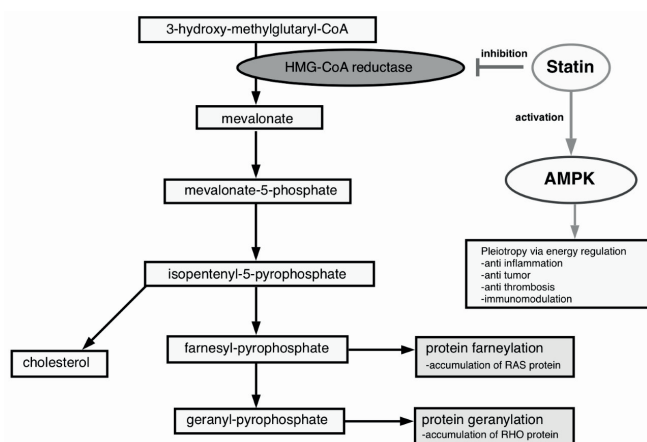 3-hydroxy-methylglutaryl-CoA
HMG-CoA reductase
inhibition
Statin
mevalonate
activation
mevalonate-5-phosphate
AMPK
Pleiotropy via energy regulation
-anti inflammation
-anti tumor
-anti thrombosis
-immunomodulation
isopentenyl-5-pyrophosphate
cholesterol
farnesyl-pyrophosphate
protein farneylation
-accumulation of RAS protein
geranyl-pyrophosphate
protein geranylation
-accumulation of RHO protein